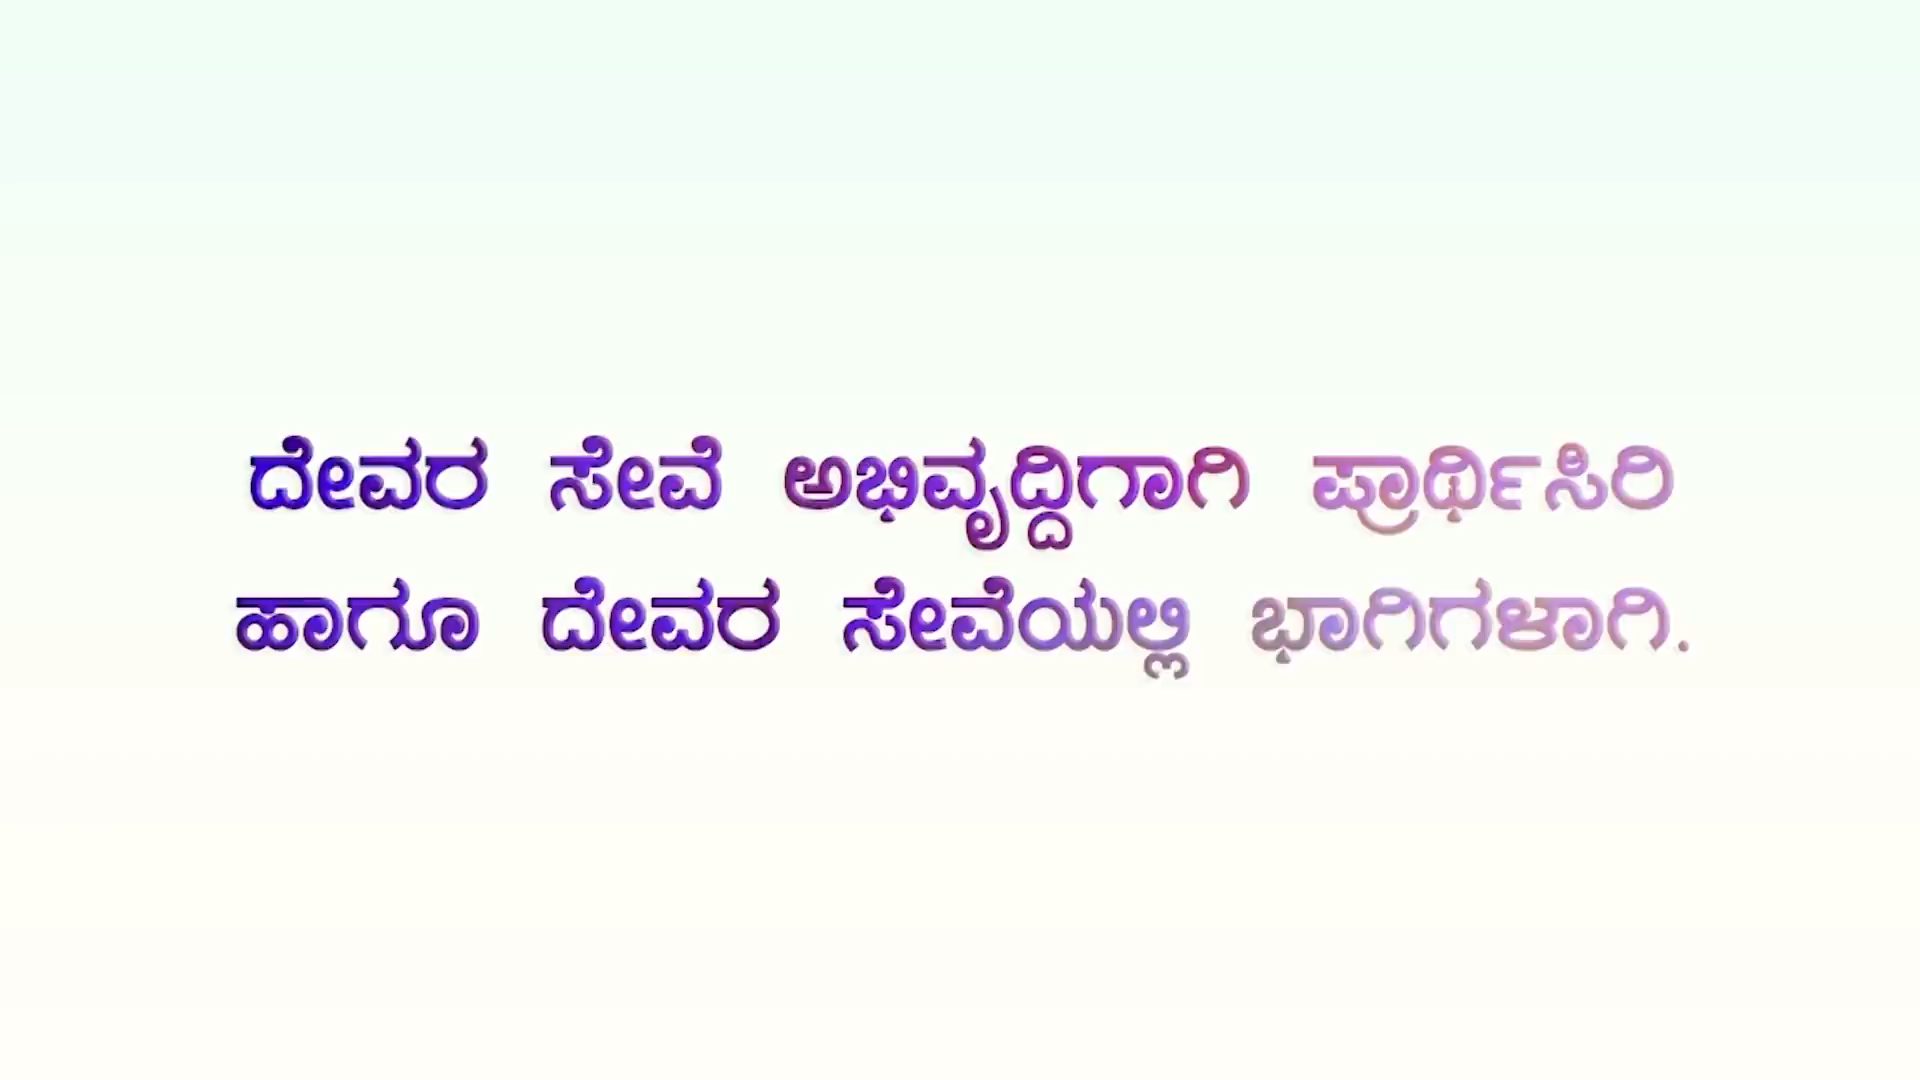 ದೇವರ ಸೇವೆ ಅಭಿವೃದ್ದಿಗಾಗಿ ಪ್ರಾರ್ಥಿಸಿರಿ
ಹಾಗೂ ದೇವರ ಸೇವೆಯಲ್ಲಿ ಭಾಗಿಗಳಾಗಿ.